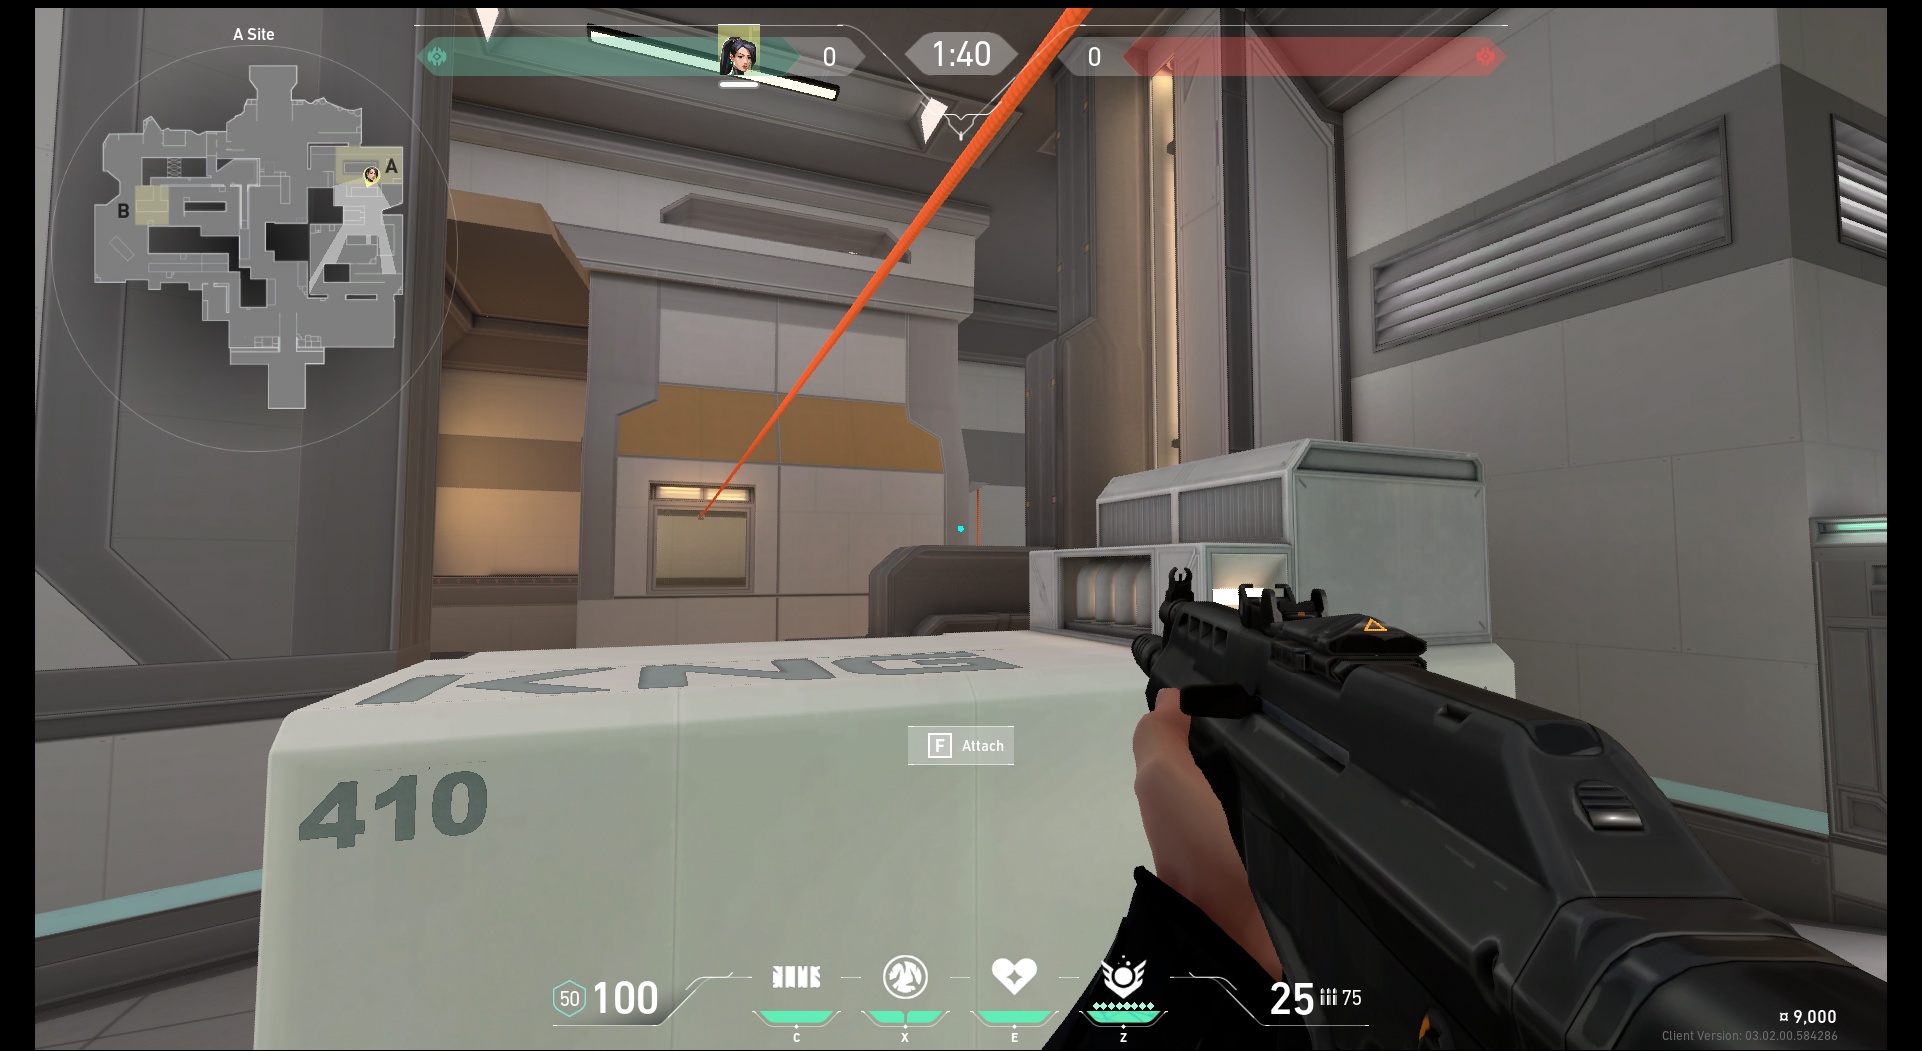 A Site
0
1:40
0
A
B
KNG
F Attach
410
50 100
25 75
C X E Z
¤ 9,000
Client Version: 03.02.00.584286